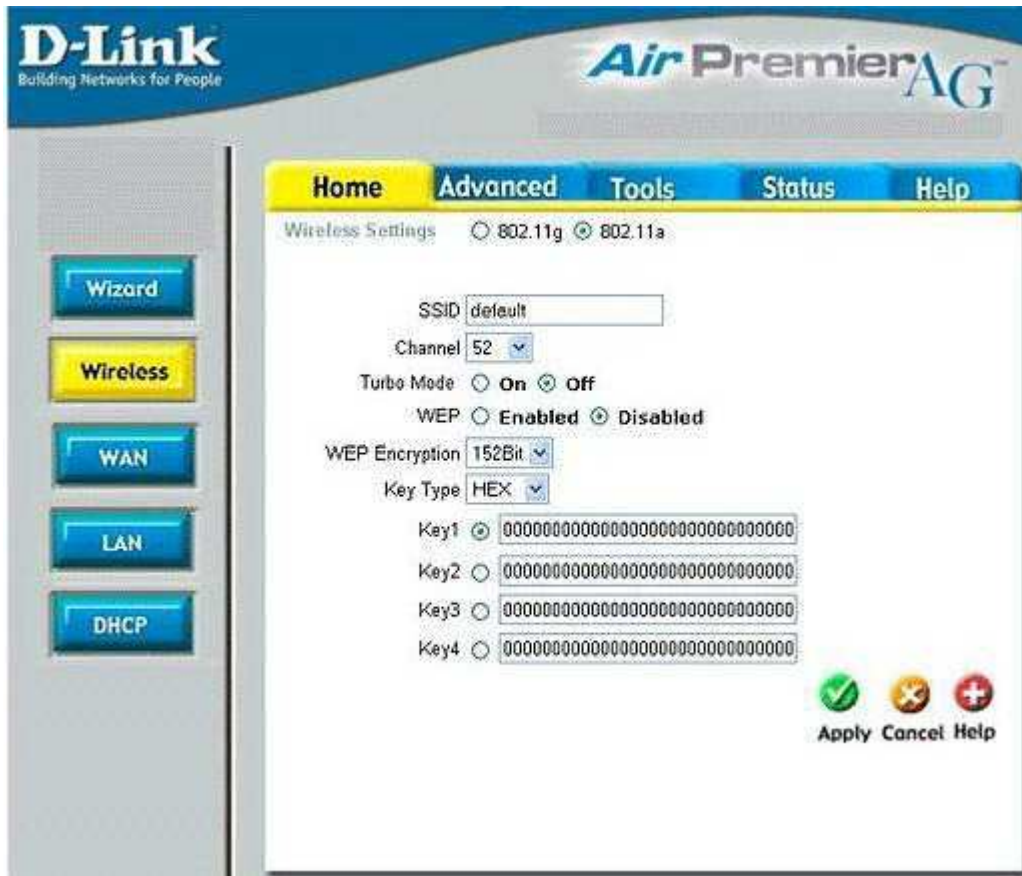 D-Link
Building Networks for People
Air Premier AG™
Home Advanced Tools Status Help
Wireless Settings 802.11g 802.11a
Wizard
Wireless
WAN
LAN
DHCP
SSID default
Channel 52
Turbo Mode On Off
WEP Enabled Disabled
WEP Encryption 152Bit
Key Type HEX
Key1 00000000000000000000000000000000
Key2 00000000000000000000000000000000
Key3 00000000000000000000000000000000
Key4 00000000000000000000000000000000
Apply Cancel Help